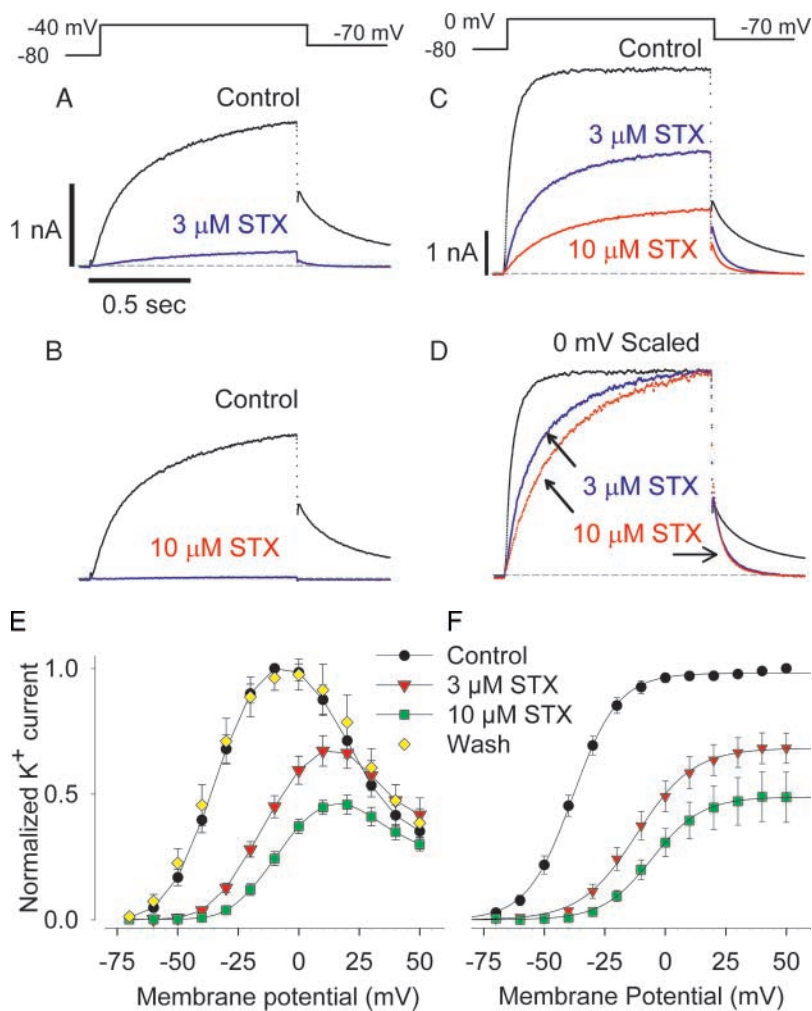 -40 mV
-70 mV
-80
0 mV
-70 mV
-80
A
Control
3 µM STX
1 nA
0.5 sec
C
Control
3 µM STX
10 µM STX
1 nA
B
Control
10 µM STX
D
0 mV Scaled
3 µM STX
10 µM STX
E
Normalized K+ current
1.0
0.5
0.0
-75 -50 -25 0 25 50
Membrane potential (mV)
Control
3 µM STX
10 µM STX
Wash
F
-75 -50 -25 0 25 50
Membrane Potential (mV)